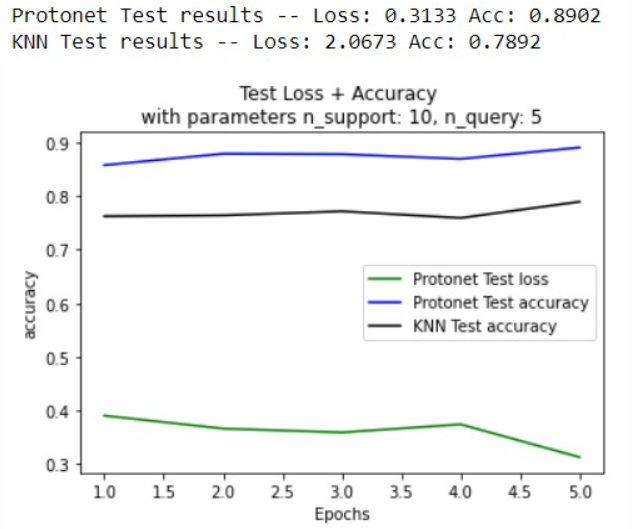 Protonet Test results -- Loss: 0.3133 Acc: 0.8902
KNN Test results -- Loss: 2.0673 Acc: 0.7892
Test Loss + Accuracy
with parameters n_support: 10, n_query: 5
accuracy
0.9
0.8
0.7
0.6
0.5
0.4
0.3
Protonet Test loss
Protonet Test accuracy
KNN Test accuracy
1.0 1.5 2.0 2.5 3.0 3.5 4.0 4.5 5.0
Epochs